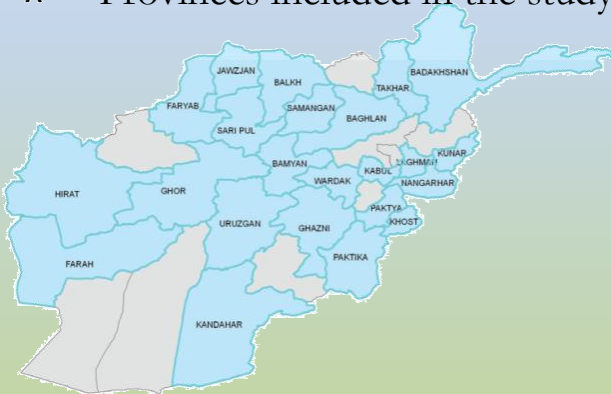 Provinces included in the study
BADAKHSHAN
JAWZJAN
BALKH
TAKHAR
FARYAB
SAMANGAN
BAGHLAN
SARI PUL
KUNAR
BAMYAN
KABUL
WARDAK
NANGARHAR
HIRAT
GHOR
PAKTYA
KHOST
URUZGAN
GHAZNI
PAKTIKA
FARAH
KANDAHAR